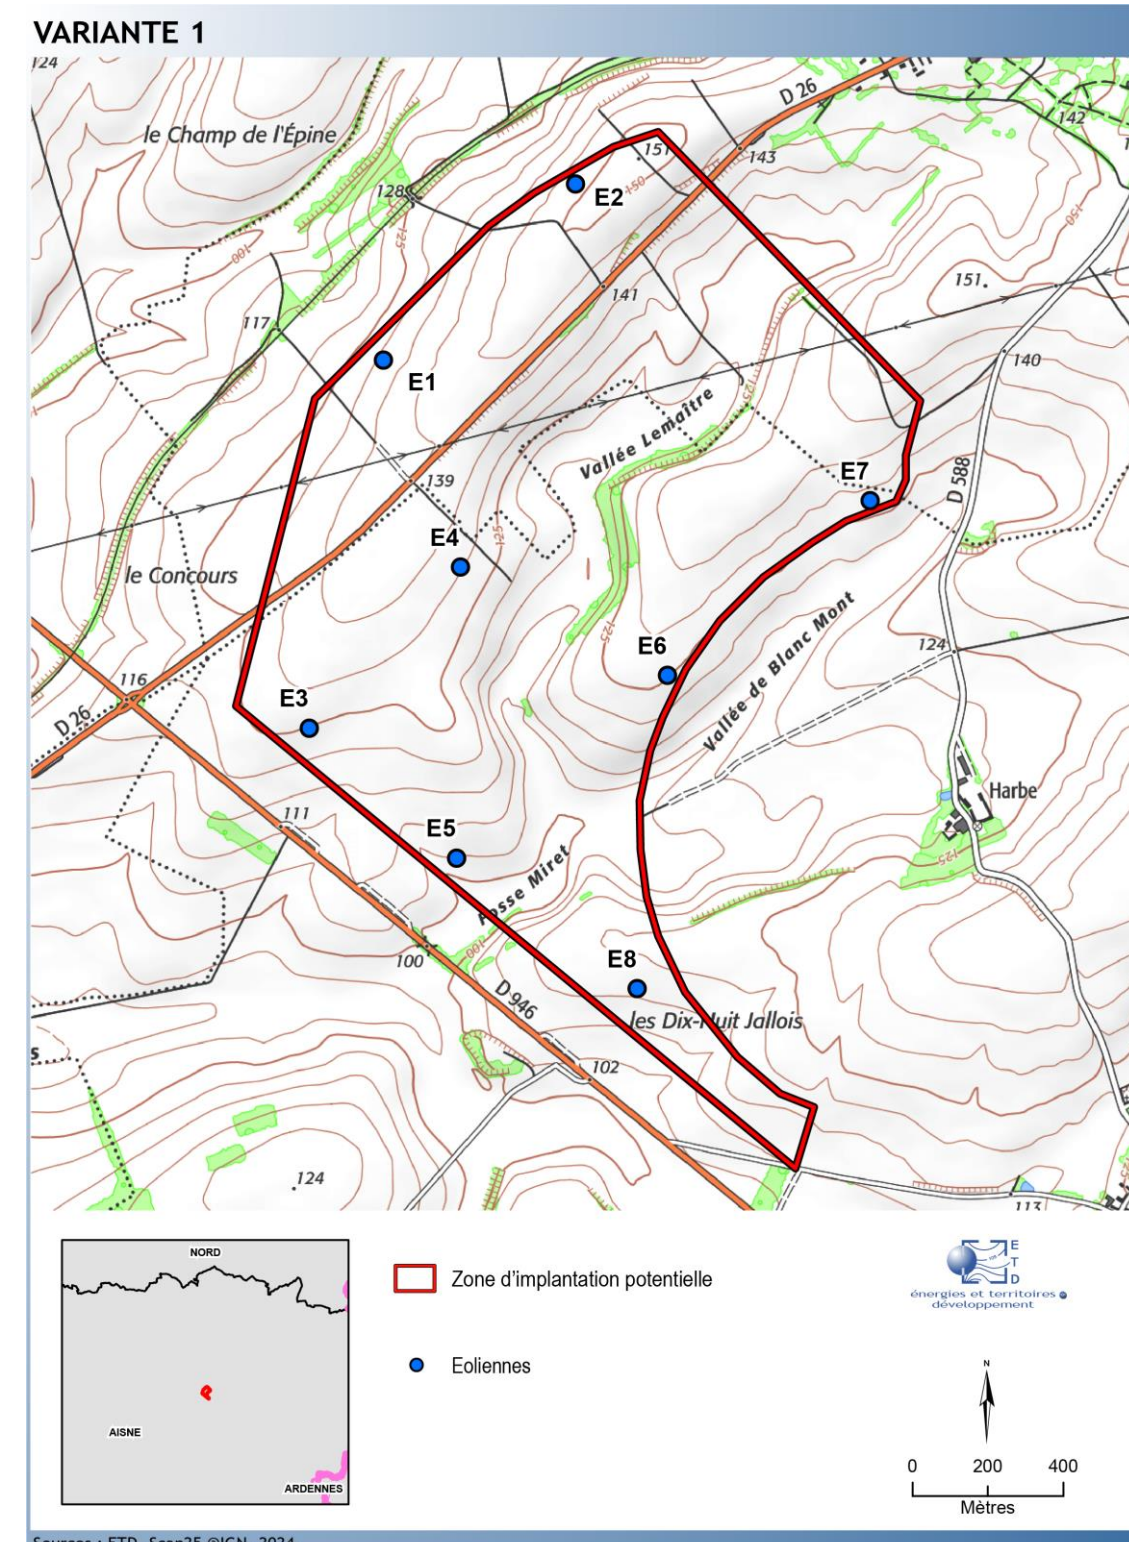 VARIANTE 1
124
le Champ de l'Épine
D 26
142
128
151
143
E2
150
125
150
100
141
151
117
140
E1
125
Vallée Lemaître
139
E7
D 588
E4
125
le Concours
125
E6
124
Vallée de Blanc Mont
116
E3
D 26
Harbe
111
E5
125
Fosse Miret
100
100
E8
D 946
les Dix-Huit Jallois
s
102
124
125
113
NORD
AISNE
ARDENNES
Zone d'implantation potentielle
Eoliennes
E
T
D
énergies et territoires
développement
N
0 200 400
Mètres
Sources : ETD, Scan25 ©IGN, 2024